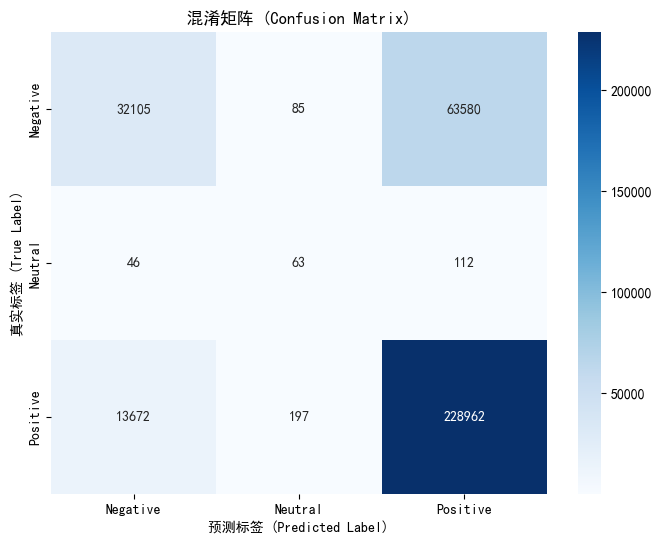 混淆矩阵 (Confusion Matrix)
真实标签 (True Label)
Negative
32105 85 63580
Neutral
46 63 112
Positive
13672 197 228962
Negative Neutral Positive
预测标签 (Predicted Label)
200000
150000
100000
50000